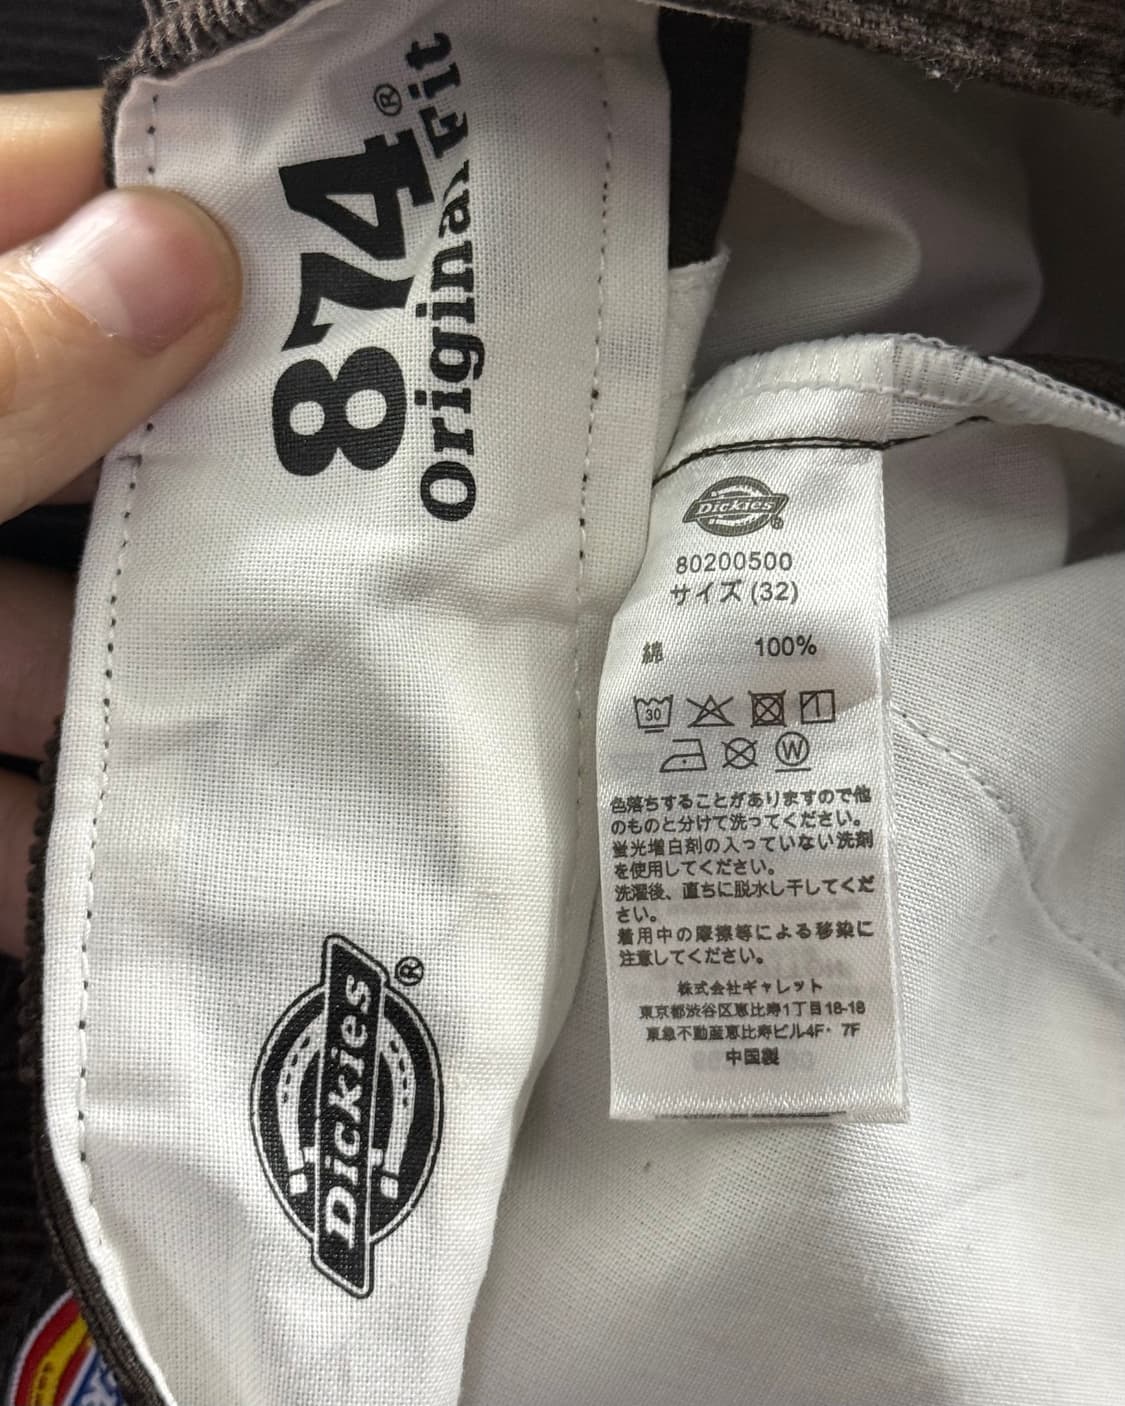 874®
Original Fit
Dickies®
Dickies®
80200500
サイズ (32)
綿 100%
30
W
色落ちすることがありますので他
のものと分けて洗ってください。
蛍光増白剤の入っていない洗剤
を使用してください。
洗濯後、直ちに脱水し干してくだ
さい。
着用中の摩擦等による移染に
注意してください。
株式会社ギャレット
東京都渋谷区恵比寿1丁目18-18
東急不動産恵比寿ビル4F・7F
中国製